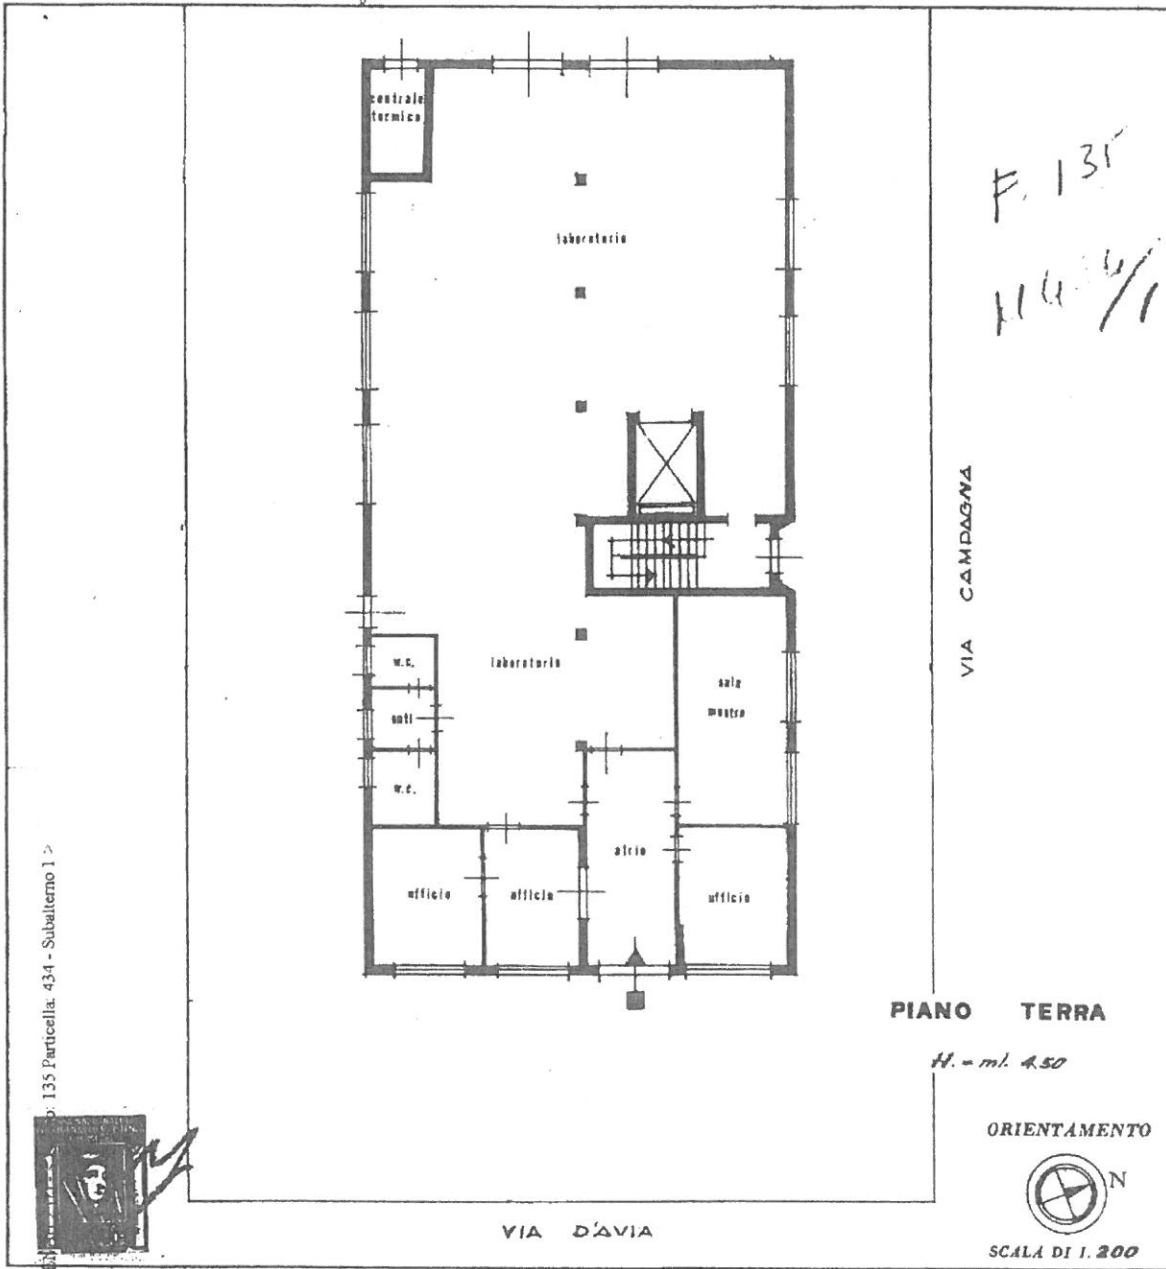 centrale
termica
F. 135
laboratorio
VIA CAMPAGNA
w.c.
laboratorio
sala
mostra
anti
w.c.
atrio
ufficio
ufficio
ufficio
o: 135 Particella: 434 - Subalterno 1 >
PIANO TERRA
H. = ml. 4.50
ORIENTAMENTO
N
VIA D'AVIA
SCALA DI 1. 200